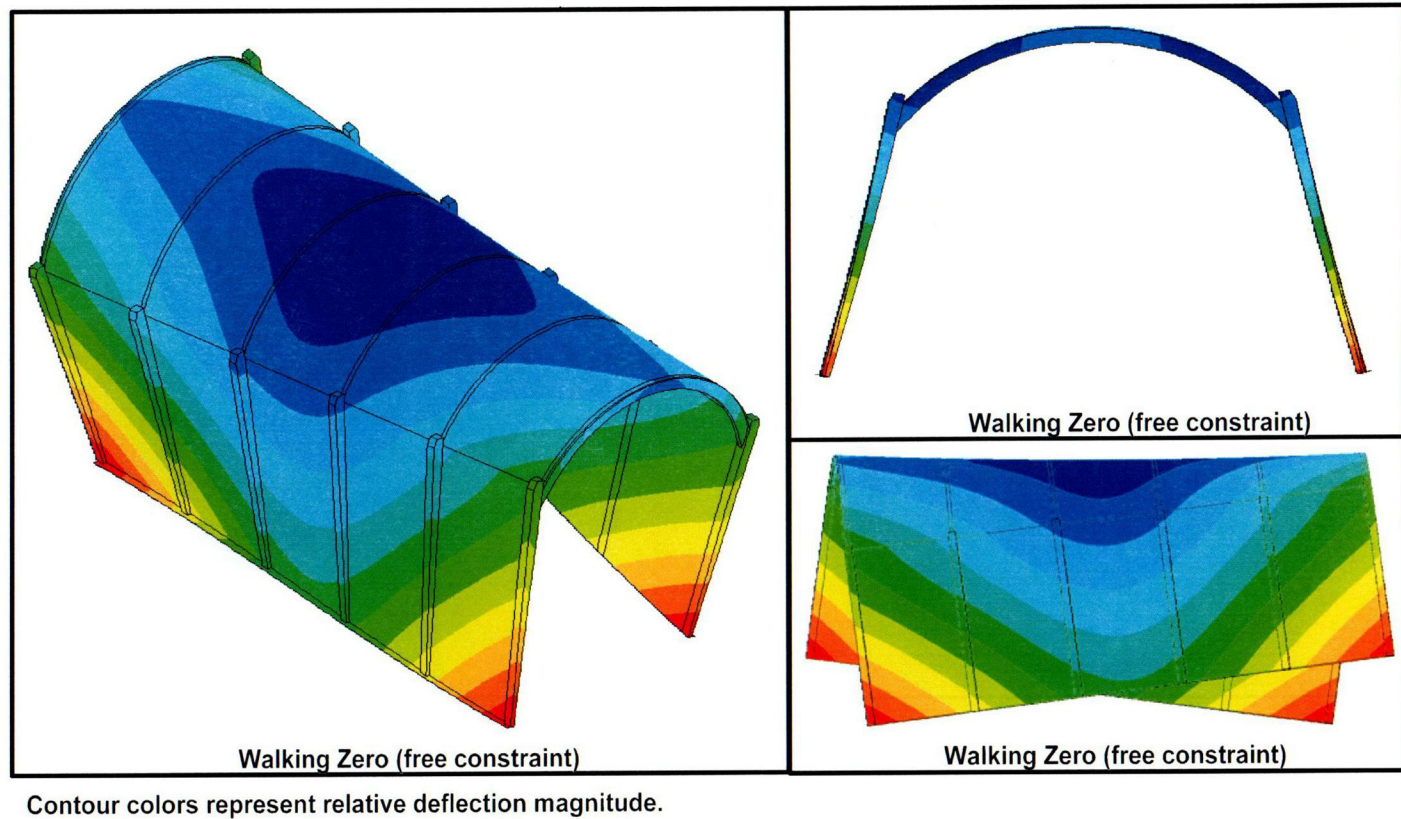 Walking Zero (free constraint)
Walking Zero (free constraint)
Walking Zero (free constraint)
Contour colors represent relative deflection magnitude.